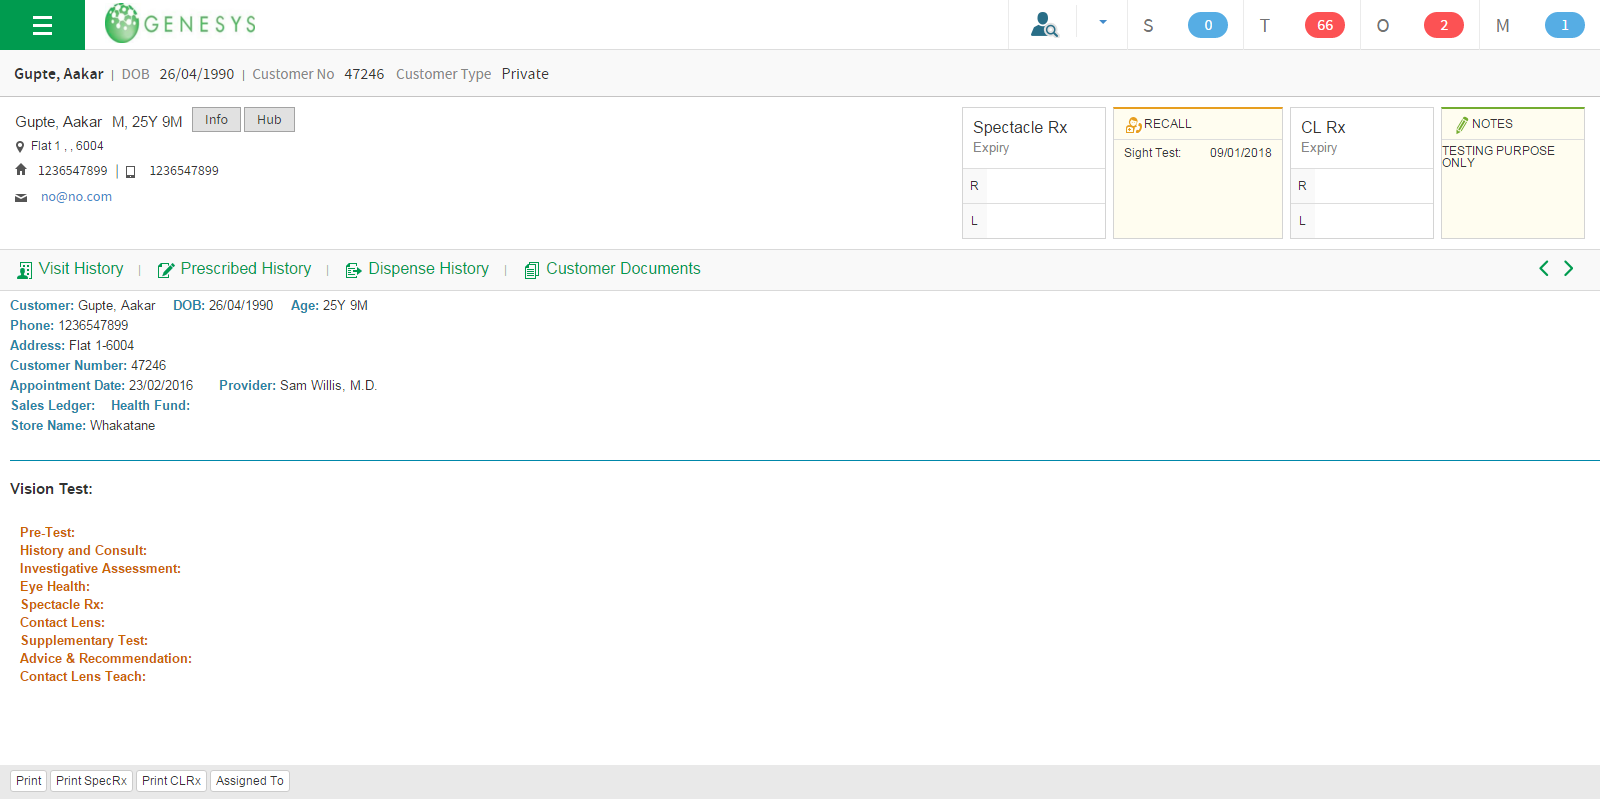 GENESYS
S 0 T 66 O 2 M 1
Gupte, Aakar | DOB 26/04/1990 | Customer No 47246 Customer Type Private
Gupte, Aakar M, 25Y 9M Info Hub
Flat 1 , , 6004
1236547899 | 1236547899
no@no.com
Spectacle Rx
Expiry
R
L
RECALL
Sight Test: 09/01/2018
CL Rx
Expiry
R
L
NOTES
TESTING PURPOSE
ONLY
Visit History | Prescribed History | Dispense History | Customer Documents
Customer: Gupte, Aakar DOB: 26/04/1990 Age: 25Y 9M
Phone: 1236547899
Address: Flat 1-6004
Customer Number: 47246
Appointment Date: 23/02/2016 Provider: Sam Willis, M.D.
Sales Ledger: Health Fund:
Store Name: Whakatane
Vision Test:
Pre-Test:
History and Consult:
Investigative Assessment:
Eye Health:
Spectacle Rx:
Contact Lens:
Supplementary Test:
Advice & Recommendation:
Contact Lens Teach:
Print Print SpecRx Print CLRx Assigned To